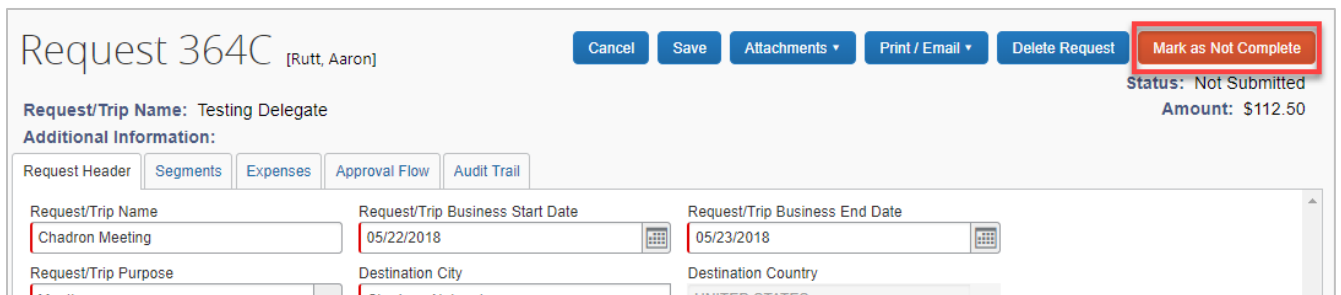 Request 364C [Rutt, Aaron]
Cancel Save Attachments Print / Email Delete Request Mark as Not Complete
Status: Not Submitted
Request/Trip Name: Testing Delegate
Amount: $112.50
Additional Information:
Request Header Segments Expenses Approval Flow Audit Trail
Request/Trip Name Request/Trip Business Start Date Request/Trip Business End Date
Chadron Meeting 05/22/2018 05/23/2018
Request/Trip Purpose Destination City Destination Country
UNITED STATES